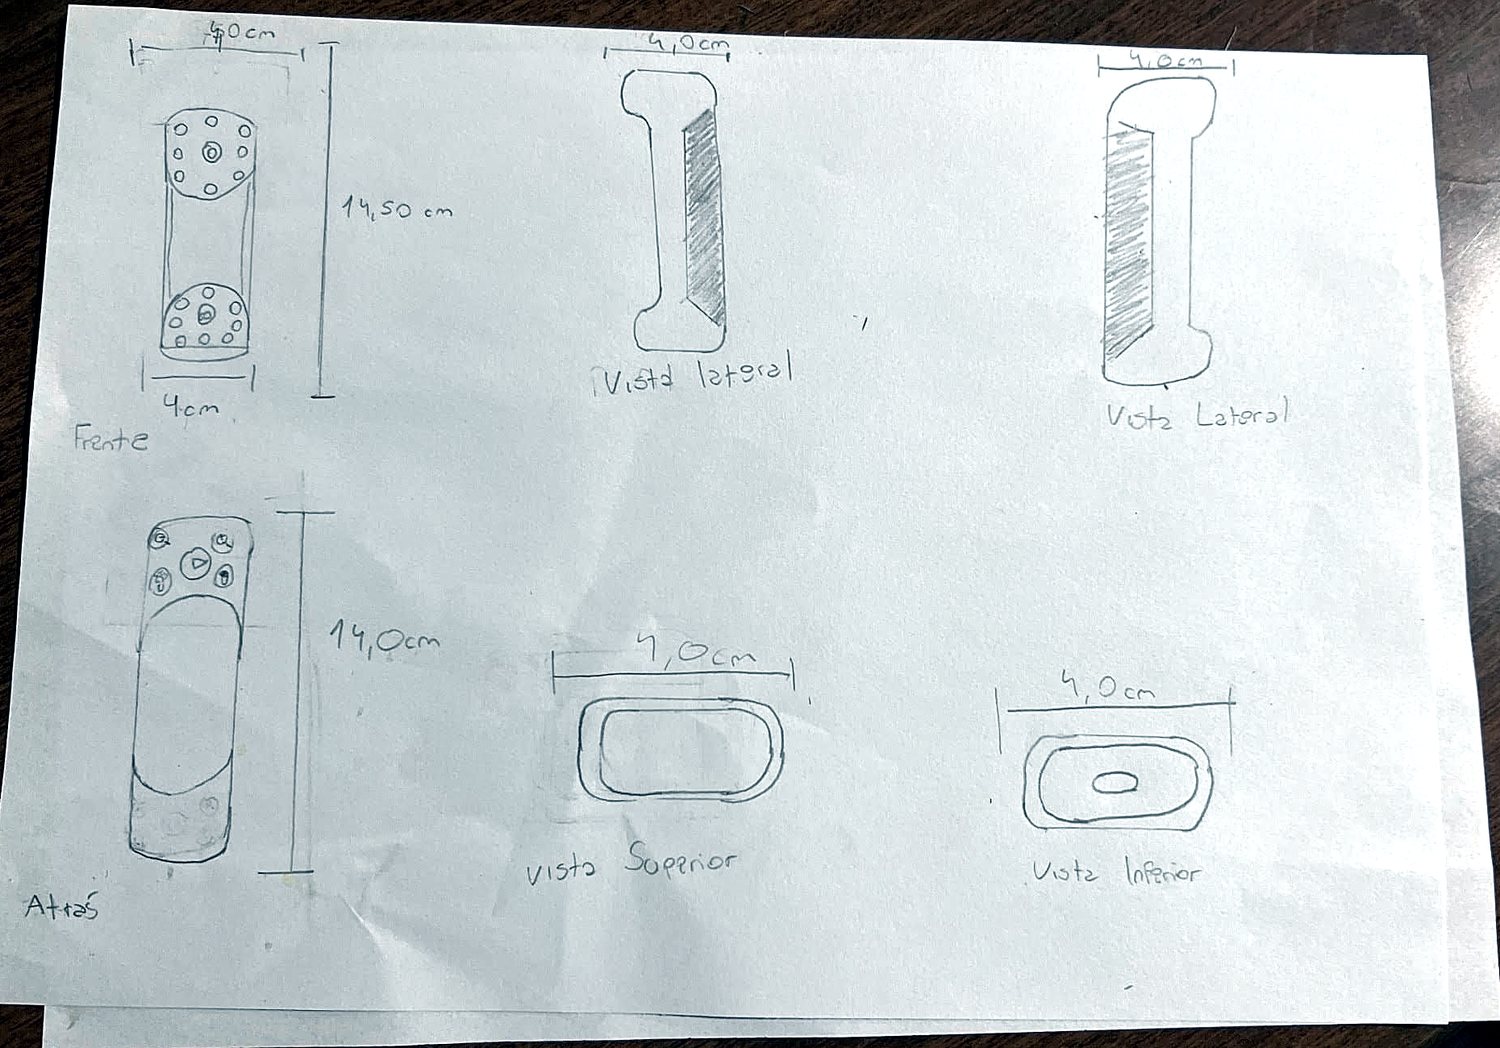 4,0cm
4,0cm
4,0cm
14,50 cm
4cm
Frente
Vista lateral
Vista Lateral
14,0cm
4,0cm
4,0cm
Vista Superior
Vista Inferior
Atrás